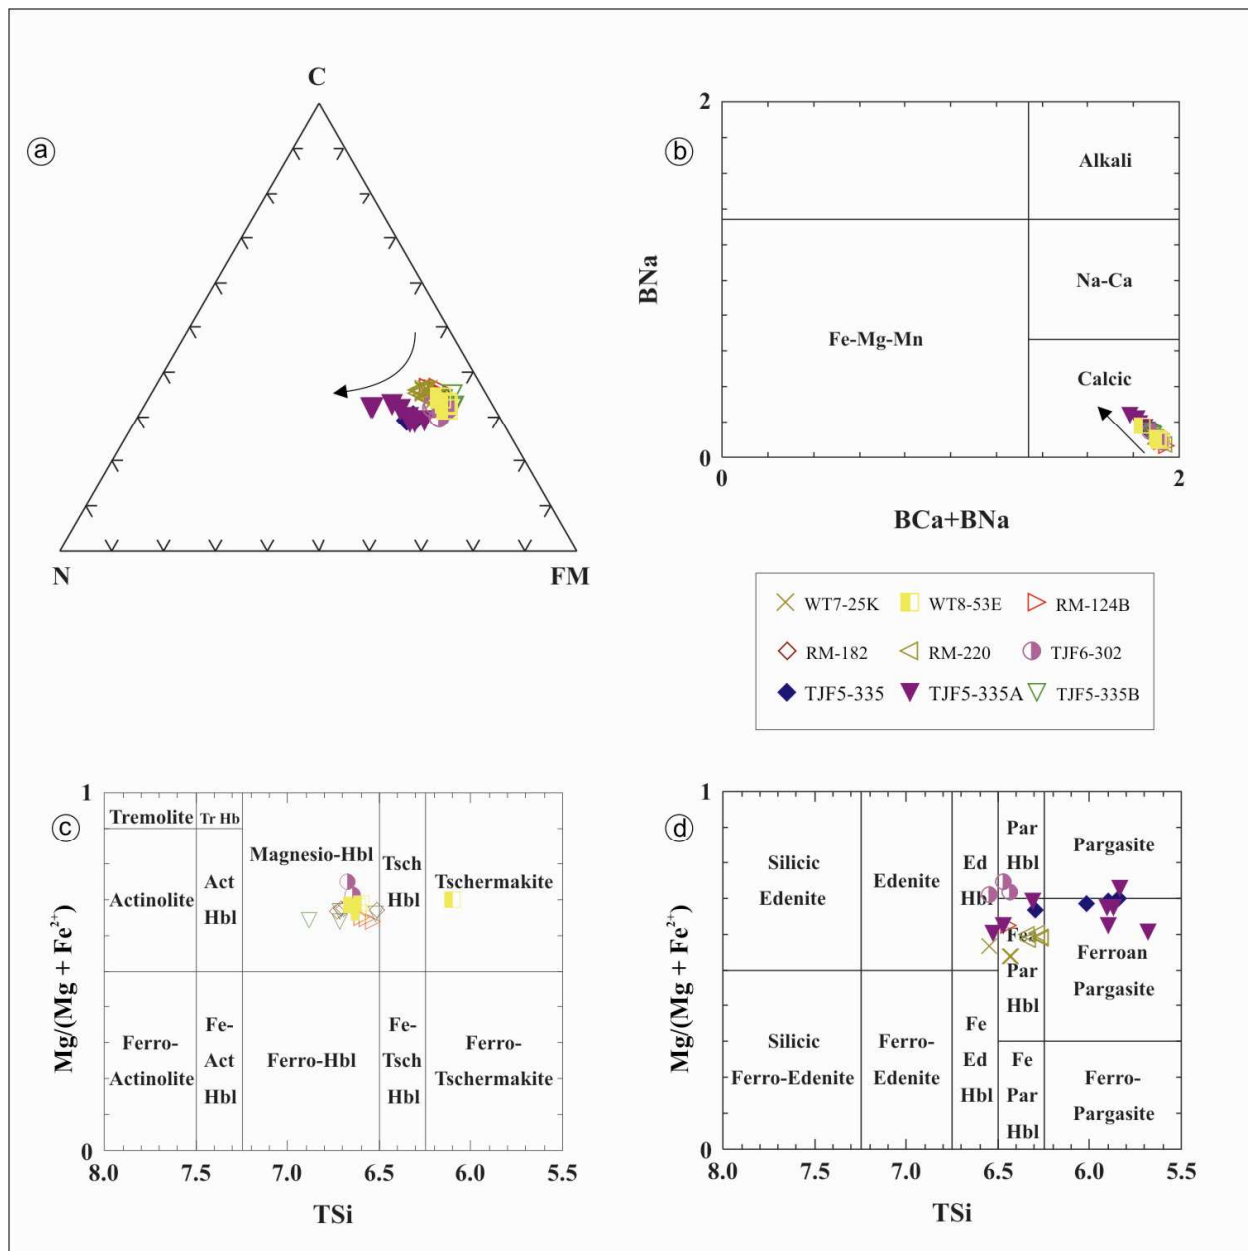 a
C
N
FM
b
2
BNa
Alkali
Na-Ca
Fe-Mg-Mn
Calcic
0
0
2
BCa+BNa
WT7-25K
WT8-53E
RM-124B
RM-182
RM-220
TJF6-302
TJF5-335
TJF5-335A
TJF5-335B
c
1
Mg/(Mg + Fe²⁺)
Tremolite
Tr Hb
Magnesio-Hbl
Actinolite
Act
Hbl
Tsch
Hbl
Tschermakite
Ferro-
Actinolite
Fe-
Act
Hbl
Ferro-Hbl
Fe-
Tsch
Hbl
Ferro-
Tschermakite
0
8.0
7.5
7.0
6.5
6.0
5.5
TSi
d
1
Mg/(Mg + Fe²⁺)
Silicic
Edenite
Edenite
Ed
Hbl
Par
Hbl
Pargasite
Par
Hbl
Ferroan
Pargasite
Silicic
Ferro-Edenite
Ferro-
Edenite
Fe
Ed
Hbl
Fe
Par
Hbl
Ferro-
Pargasite
0
8.0
7.5
7.0
6.5
6.0
5.5
TSi